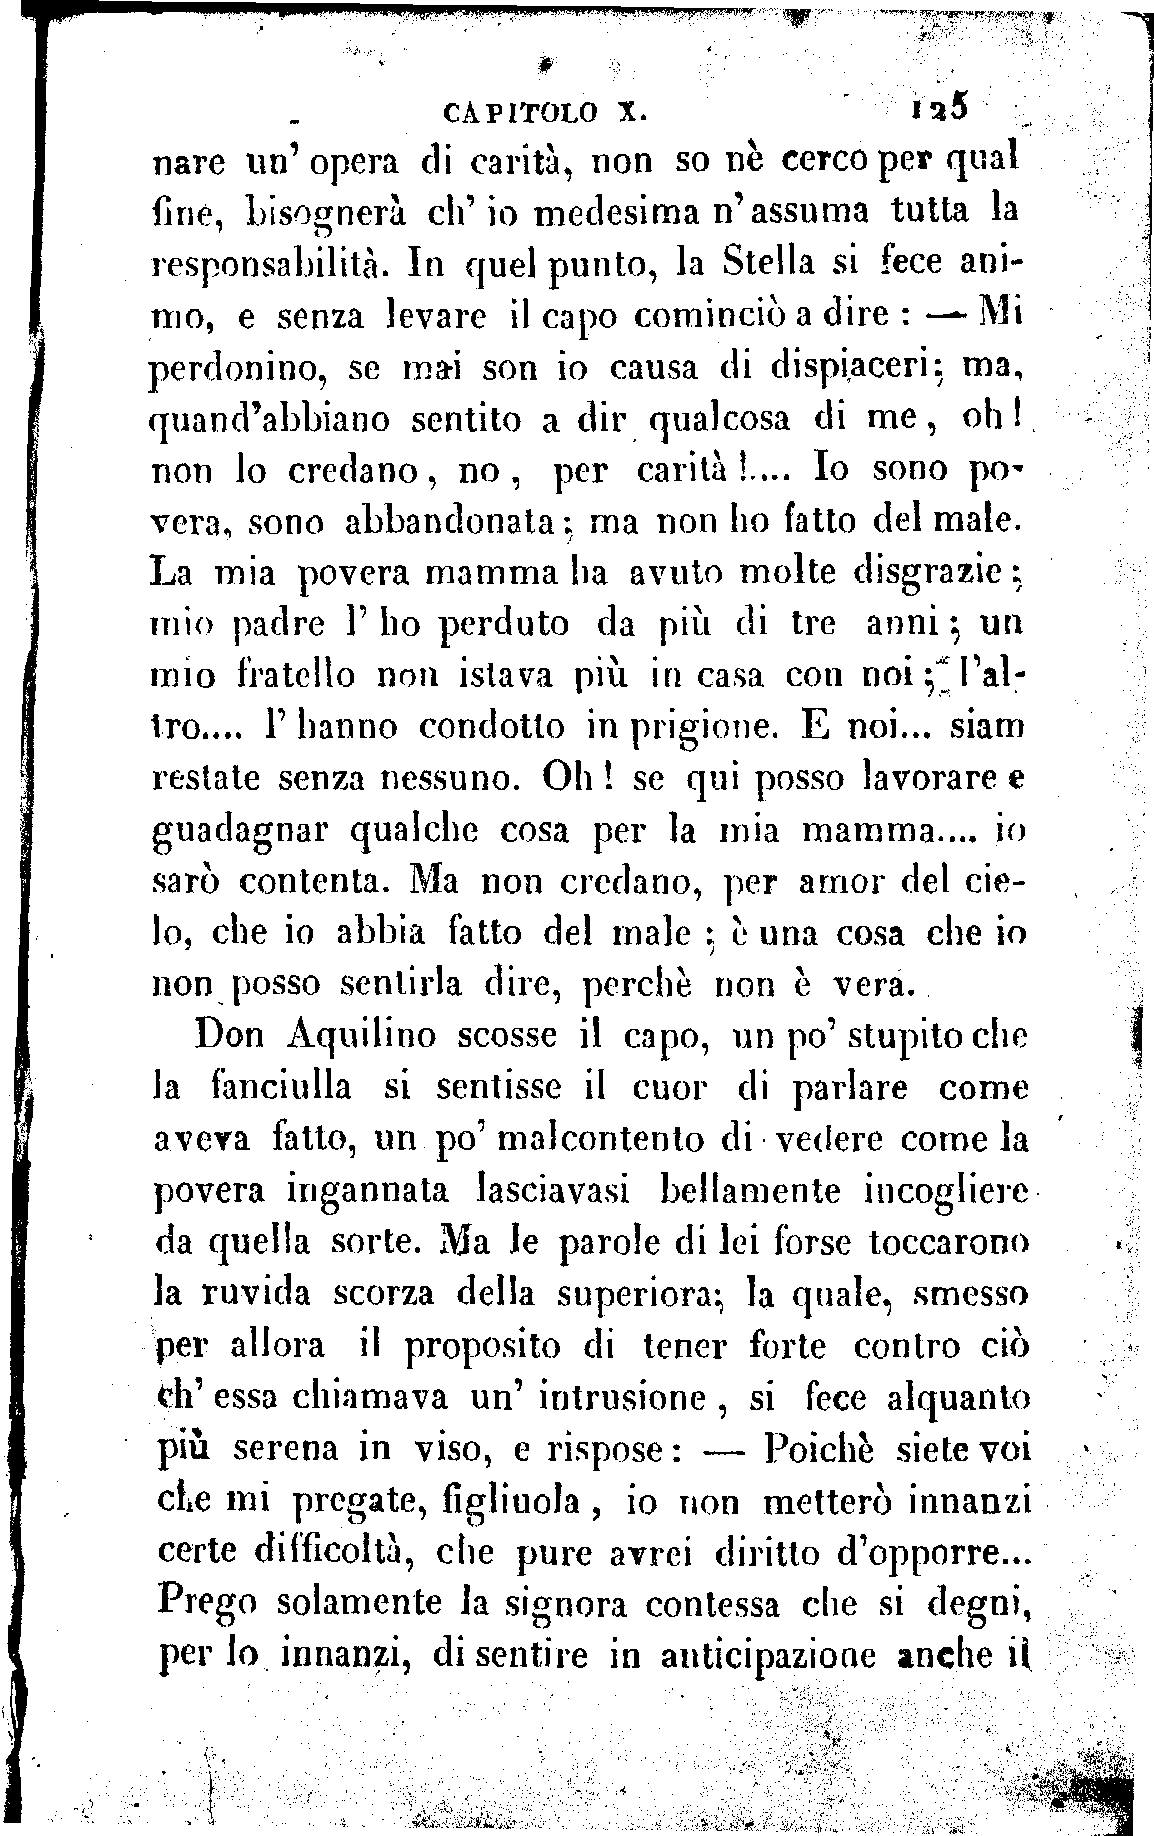 CAPITOLO X. 125
nare un' opera di carità, non so nè cerco per qual
fine, bisognerà ch' io medesima n'assuma tutta la
responsabilità. In quel punto, la Stella si fece ani-
mo, e senza levare il capo cominciò a dire : — Mi
perdonino, se mai son io causa di dispiaceri; ma,
quand'abbiano sentito a dir qualcosa di me, oh!
non lo credano, no, per carità!.... Io sono po-
vera, sono abbandonata; ma non ho fatto del male.
La mia povera mamma ha avuto molte disgrazie;
mio padre l' ho perduto da più di tre anni; un
mio fratello non istava più in casa con noi; l'al-
tro.... l' hanno condotto in prigione. E noi... siam
restate senza nessuno. Oh! se qui posso lavorare e
guadagnar qualche cosa per la mia mamma.... io
sarò contenta. Ma non credano, per amor del cie-
lo, che io abbia fatto del male; è una cosa che io
non posso sentirla dire, perchè non è vera.
Don Aquilino scosse il capo, un po' stupito che
la fanciulla si sentisse il cuor di parlare come
aveva fatto, un po' malcontento di vedere come la
povera ingannata lasciavasi bellamente incogliere
da quella sorte. Ma le parole di lei forse toccarono
la ruvida scorza della superiora; la quale, smesso
per allora il proposito di tener forte contro ciò
ch' essa chiamava un' intrusione, si fece alquanto
più serena in viso, e rispose: — Poichè siete voi
che mi pregate, figliuola, io non metterò innanzi
certe difficoltà, che pure avrei diritto d'opporre...
Prego solamente la signora contessa che si degni,
per lo innanzi, di sentire in anticipazione anche il